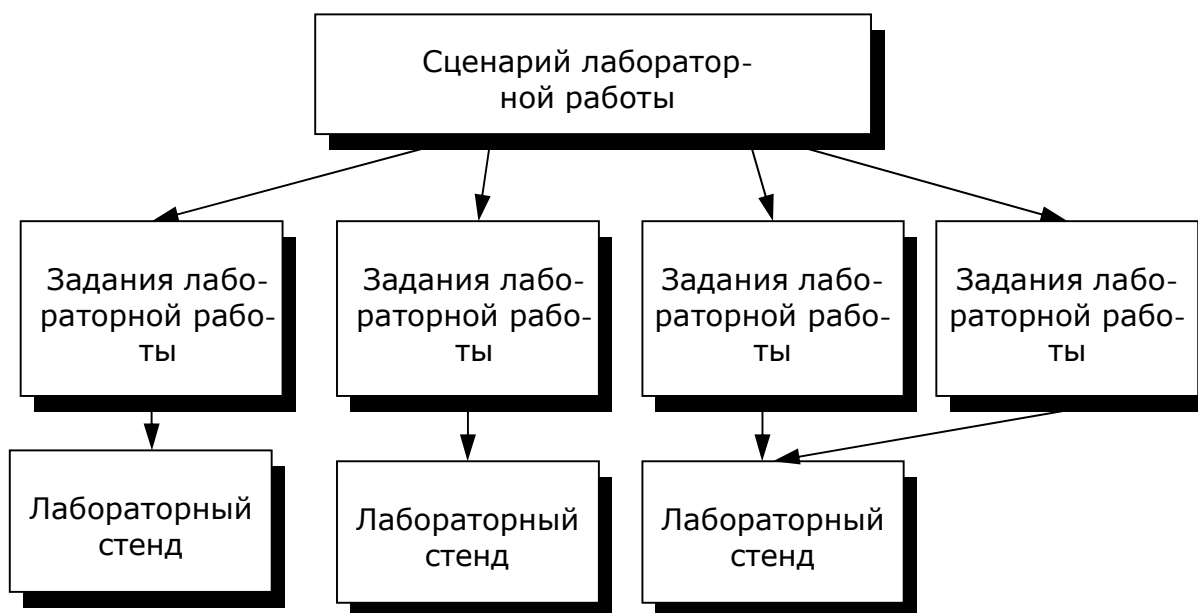 Сценарий лаборатор-
ной работы
Задания лабо-
раторной рабо-
ты
Задания лабо-
раторной рабо-
ты
Задания лабо-
раторной рабо-
ты
Задания лабо-
раторной рабо-
ты
Лабораторный
стенд
Лабораторный
стенд
Лабораторный
стенд